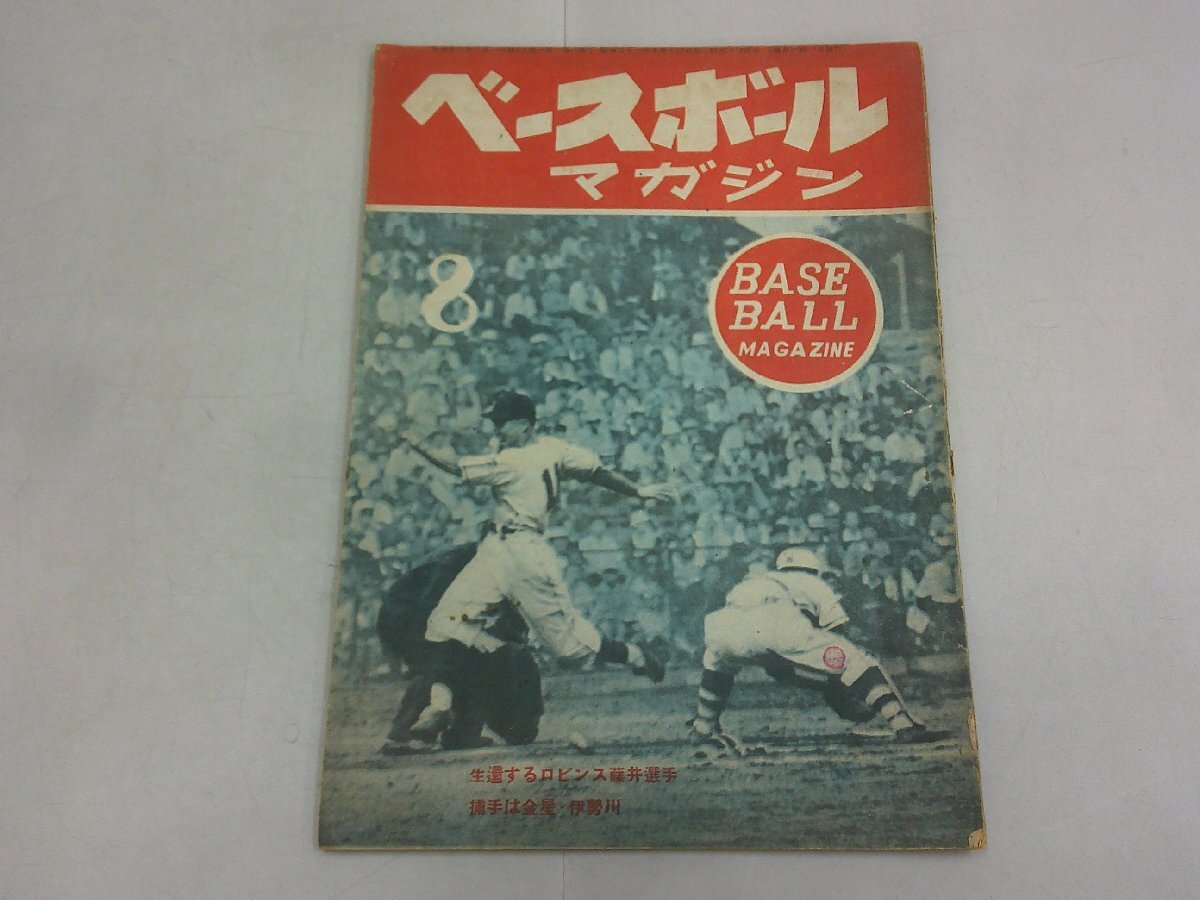 ベースボール
マガジン
8
BASE
BALL
MAGAZINE
生還するロビンス藤井選手
捕手は金星・伊勢川